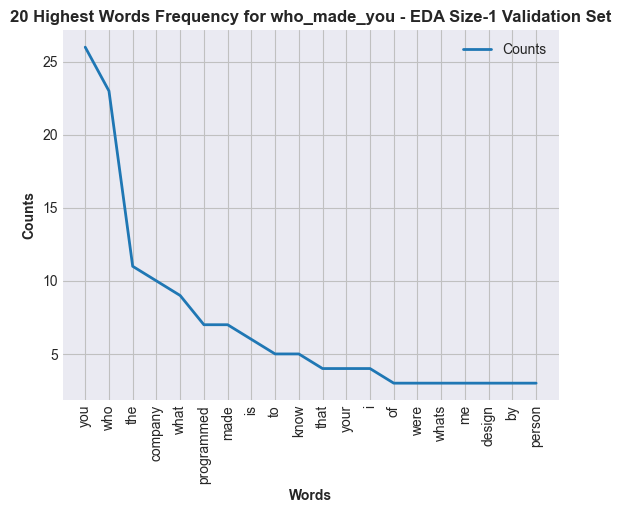 20 Highest Words Frequency for who_made_you - EDA Size-1 Validation Set
Counts
25
20
15
10
5
Counts
you
who
the
company
what
programmed
made
is
to
know
that
your
i
of
were
whats
me
design
by
person
Words